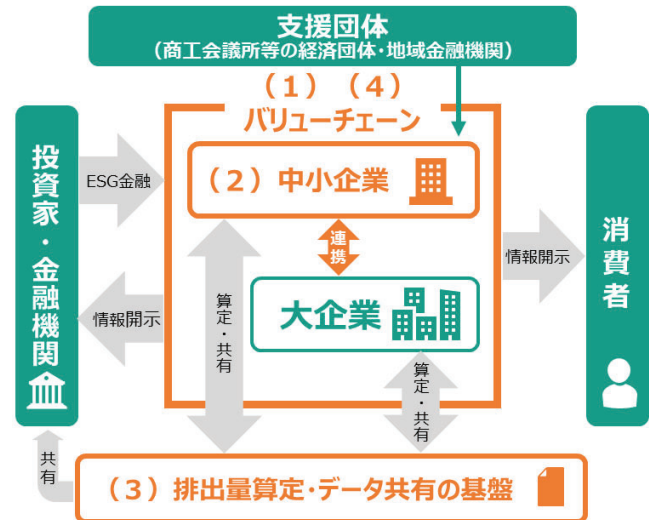 支援団体
（商工会議所等の経済団体・地域金融機関）
（１）（４）
バリューチェーン
投資家・金融機関
ESG金融
（２）中小企業
連携
大企業
情報開示
情報開示
消費者
算定・共有
算定・共有
共有
（３）排出量算定・データ共有の基盤